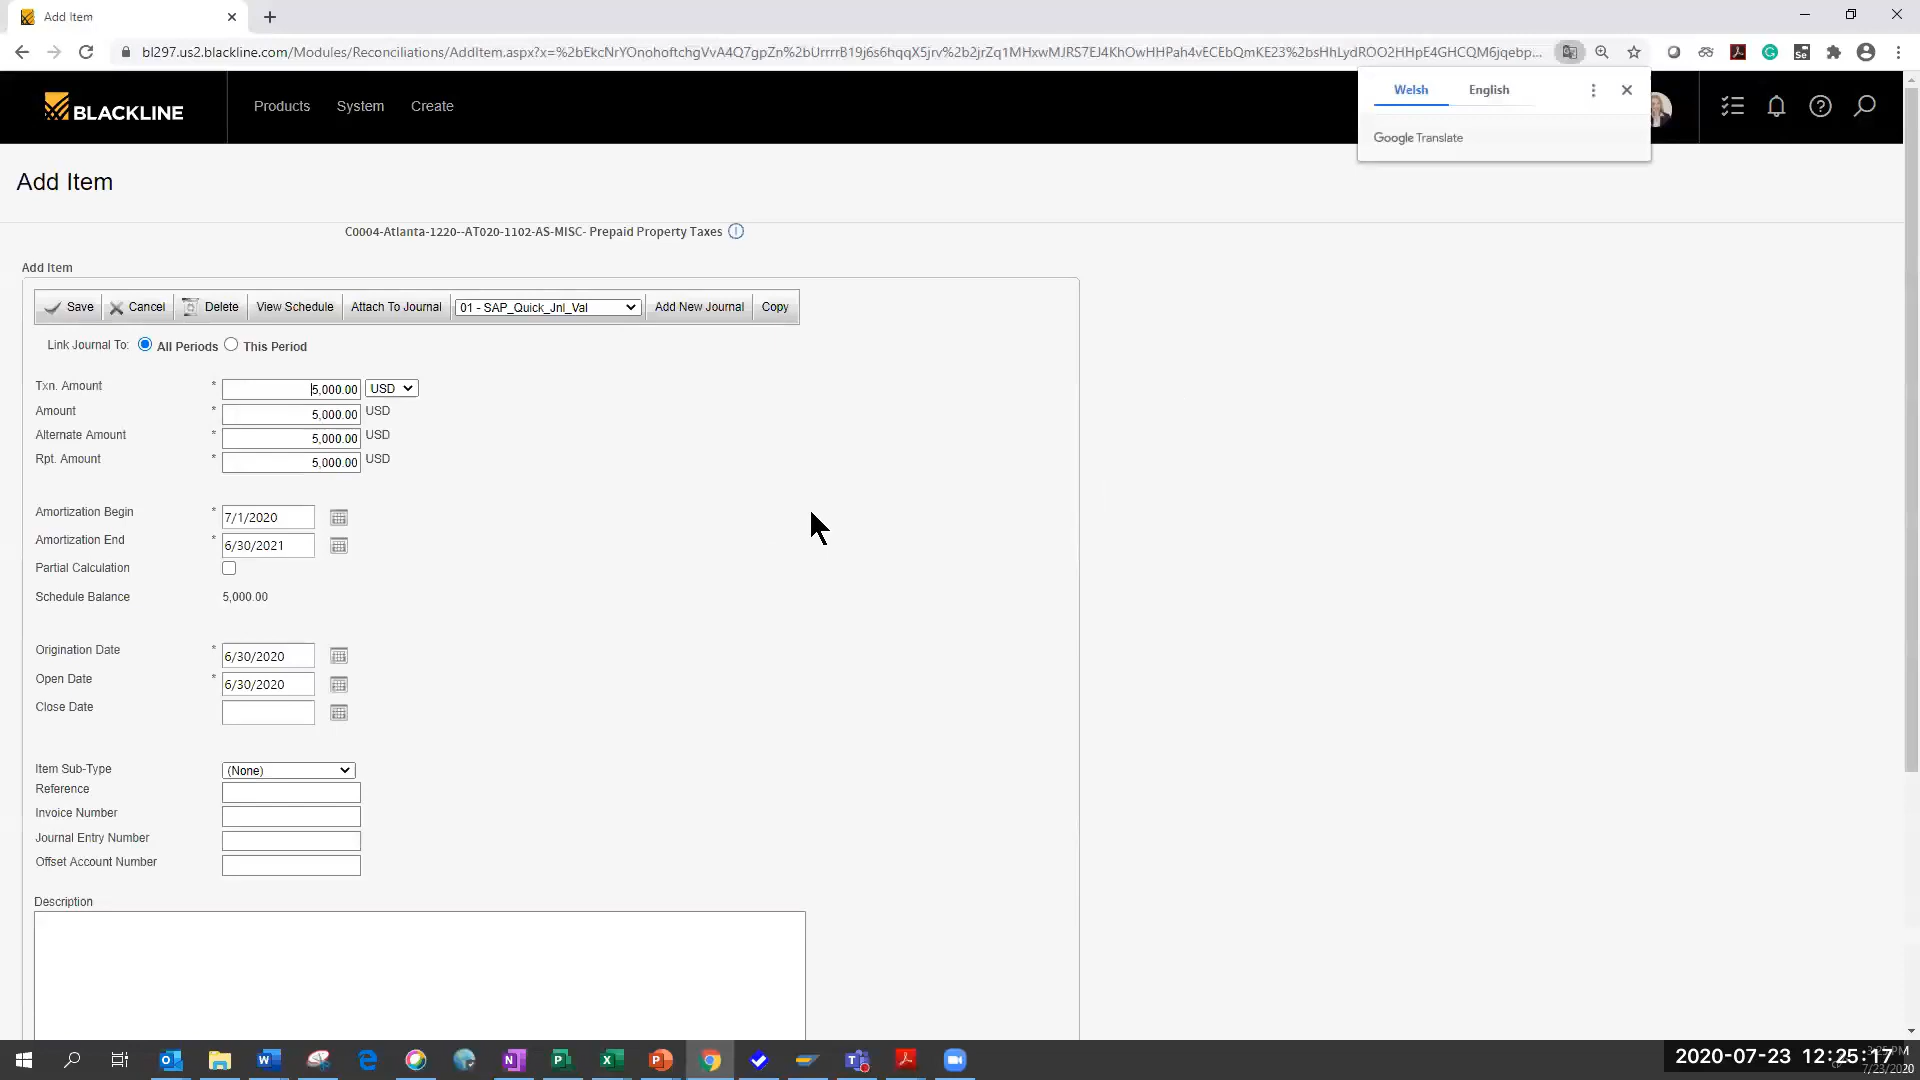 Add Item
bl297.us2.blackline.com/Modules/Reconciliations/AddItem.aspx?x=%2bEkcNrYOnohoftchgVvA4Q7gpZn%2bUrrrrB19j6s6hqqX5jrv%2b2jrZq1MHxwMJRS7EJ4KhOwHHPah4vECEbQmKE23%2bsHhLydROO2HHpE4GHCQM6jqebp...
Welsh English
Google Translate
BLACKLINE Products System Create
Add Item
C0004-Atlanta-1220--AT020-1102-AS-MISC- Prepaid Property Taxes
Add Item
Save Cancel Delete View Schedule Attach To Journal 01 - SAP_Quick_Jnl_Val Add New Journal Copy
Link Journal To: All Periods This Period
Txn. Amount * 5,000.00 USD
Amount * 5,000.00 USD
Alternate Amount * 5,000.00 USD
Rpt. Amount * 5,000.00 USD
Amortization Begin * 7/1/2020
Amortization End * 6/30/2021
Partial Calculation
Schedule Balance 5,000.00
Origination Date * 6/30/2020
Open Date * 6/30/2020
Close Date
Item Sub-Type (None)
Reference
Invoice Number
Journal Entry Number
Offset Account Number
Description
2020-07-23 12:25:17
7/23/2020